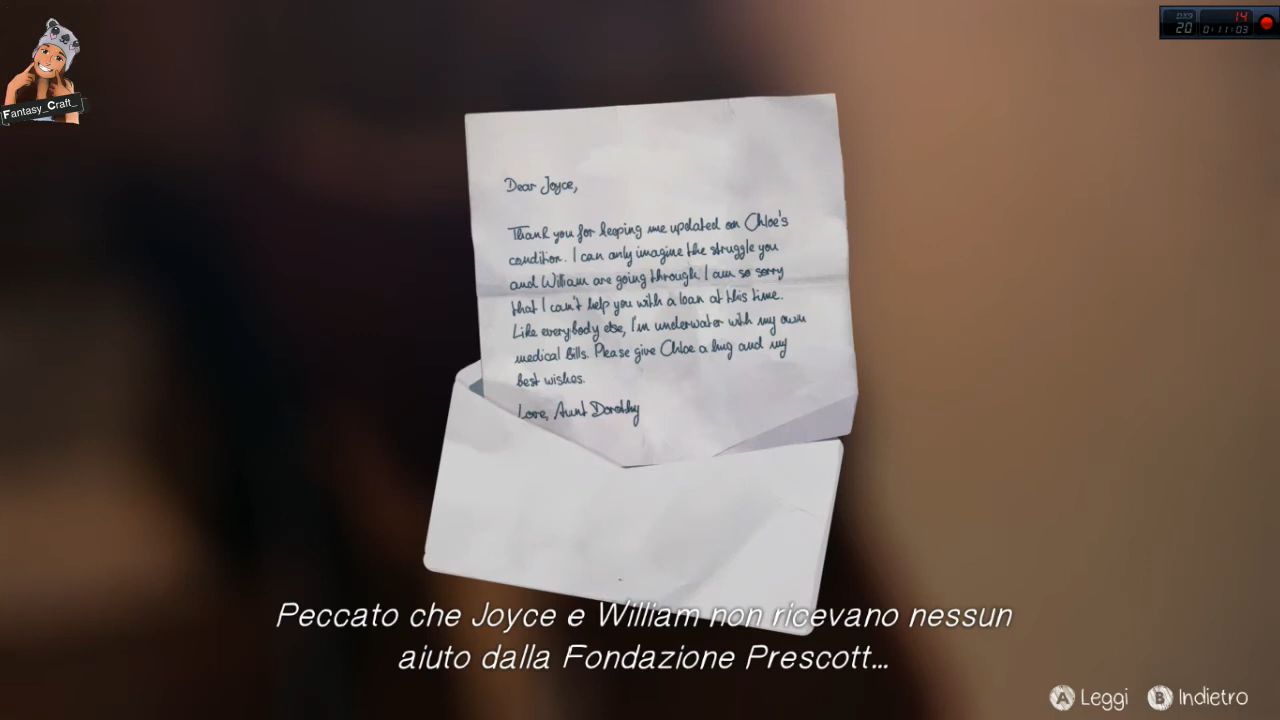 Fantasy_Craft_
DX9
20
14
0:11:03
Dear Joyce,
Thank you for keeping me updated on Chloe's
condition. I can only imagine the struggle you
and William are going through. I am so sorry
that I can't help you with a loan at this time.
Like everybody else, I'm underwater with my own
medical bills. Please give Chloe a hug and my
best wishes.
Love, Aunt Dorothy
Peccato che Joyce e William non ricevano nessun
aiuto dalla Fondazione Prescott...
A Leggi B Indietro